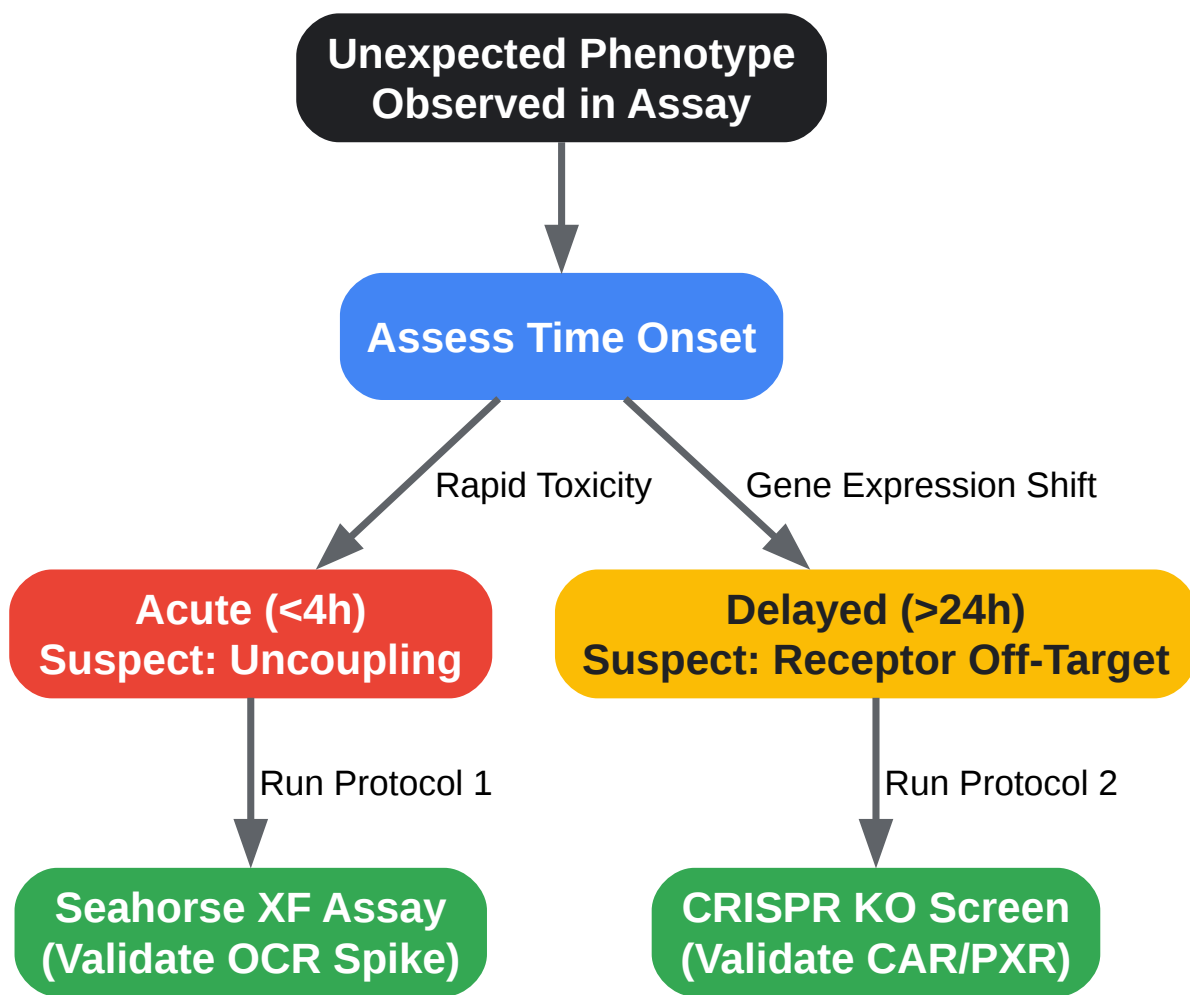 Unexpected Phenotype
Observed in Assay
Assess Time Onset
Rapid Toxicity
Gene Expression Shift
Acute (<4h)
Suspect: Uncoupling
Delayed (>24h)
Suspect: Receptor Off-Target
Run Protocol 1
Run Protocol 2
Seahorse XF Assay
(Validate OCR Spike)
CRISPR KO Screen
(Validate CAR/PXR)